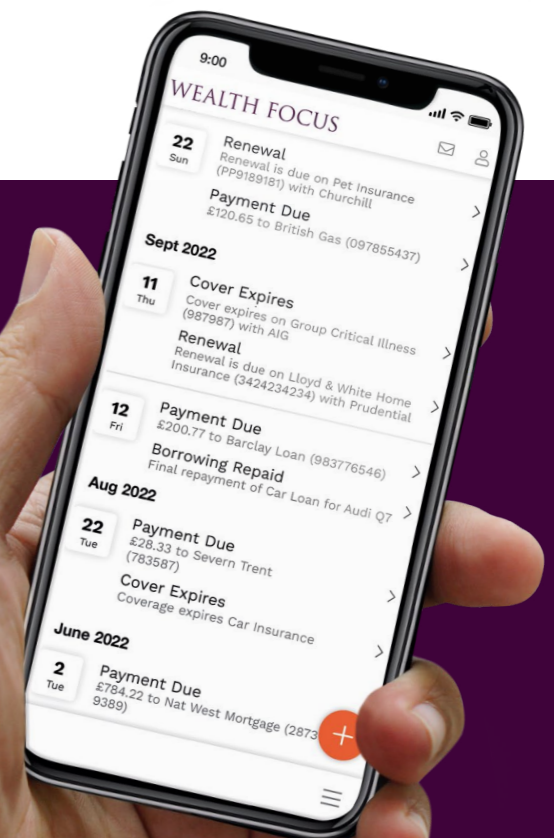 9:00
WEALTH FOCUS
22
Sun
Renewal
Renewal is due on Pet Insurance
(PP9189181) with Churchill
Payment Due
£120.65 to British Gas (097855437)
Sept 2022
11
Thu
Cover Expires
Cover expires on Group Critical Illness
(987987) with AIG
Renewal
Renewal is due on Lloyd & White Home
Insurance (3424234234) with Prudential
12
Fri
Payment Due
£200.77 to Barclay Loan (983776546)
Borrowing Repaid
Final repayment of Car Loan for Audi Q7
Aug 2022
22
Tue
Payment Due
£28.33 to Severn Trent
(783587)
Cover Expires
Coverage expires Car Insurance
June 2022
2
Tue
Payment Due
£784.22 to Nat West Mortgage (2873
9389)